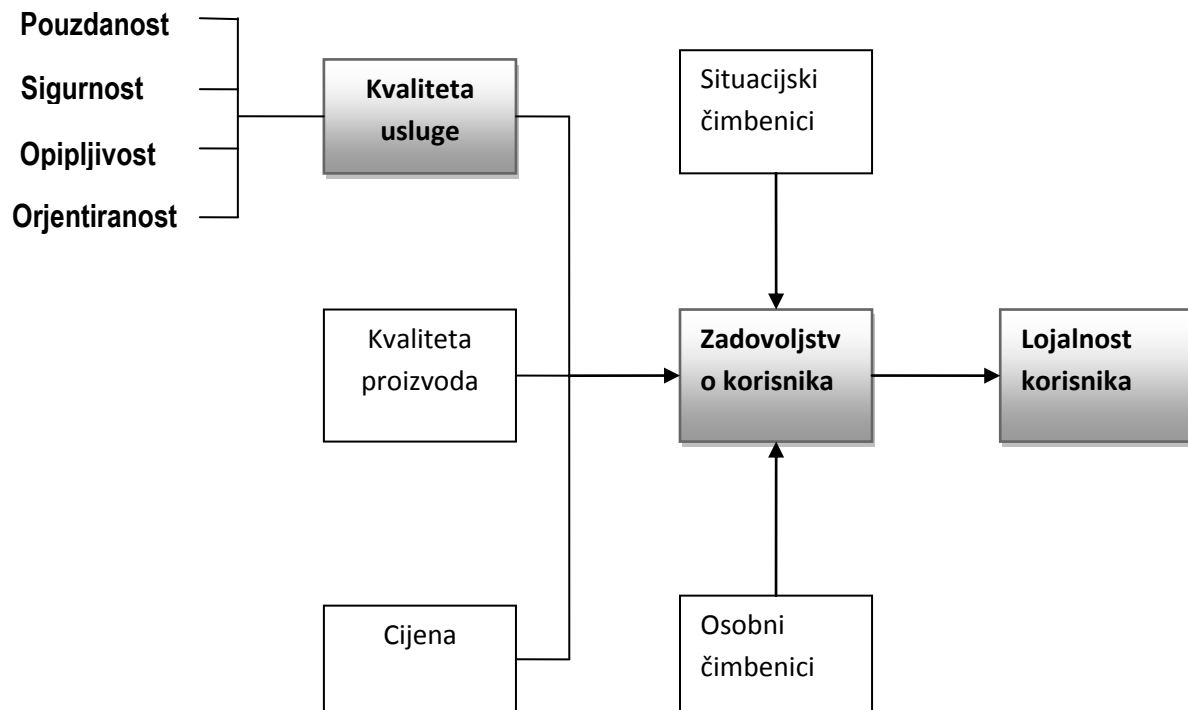 Pouzdanost
Sigurnost
Opipljivost
Orjentiranost
Kvaliteta
usluge
Situacijski
čimbenici
Kvaliteta
proizvoda
Zadovoljstv
o korisnika
Lojalnost
korisnika
Cijena
Osobni
čimbenici